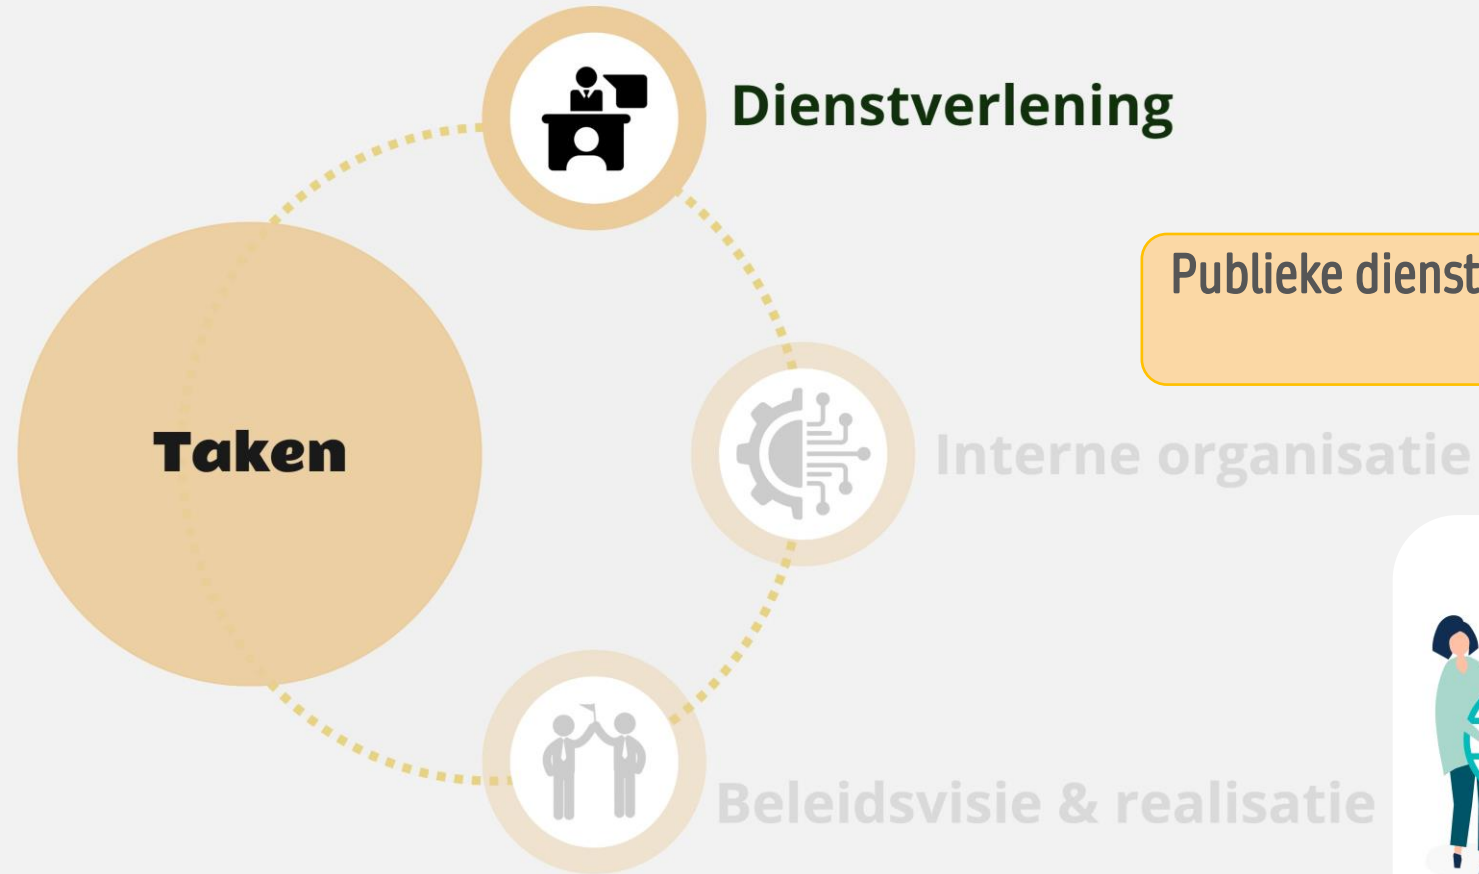 Dienstverlening
Publieke dienst
Taken
Interne organisatie
Beleidsvisie & realisatie